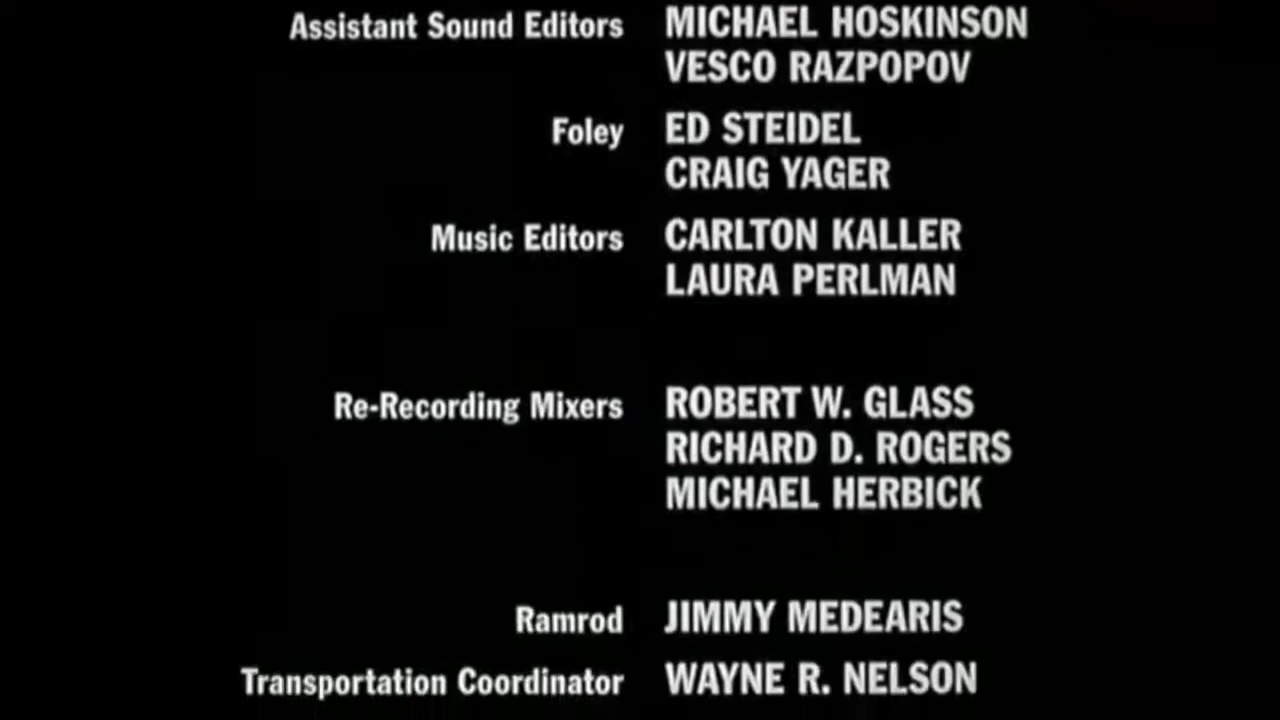 Assistant Sound Editors MICHAEL HOSKINSON
VESCO RAZPOPOV
Foley ED STEIDEL
CRAIG YAGER
Music Editors CARLTON KALLER
LAURA PERLMAN
Re-Recording Mixers ROBERT W. GLASS
RICHARD D. ROGERS
MICHAEL HERBICK
Ramrod JIMMY MEDEARIS
Transportation Coordinator WAYNE R. NELSON